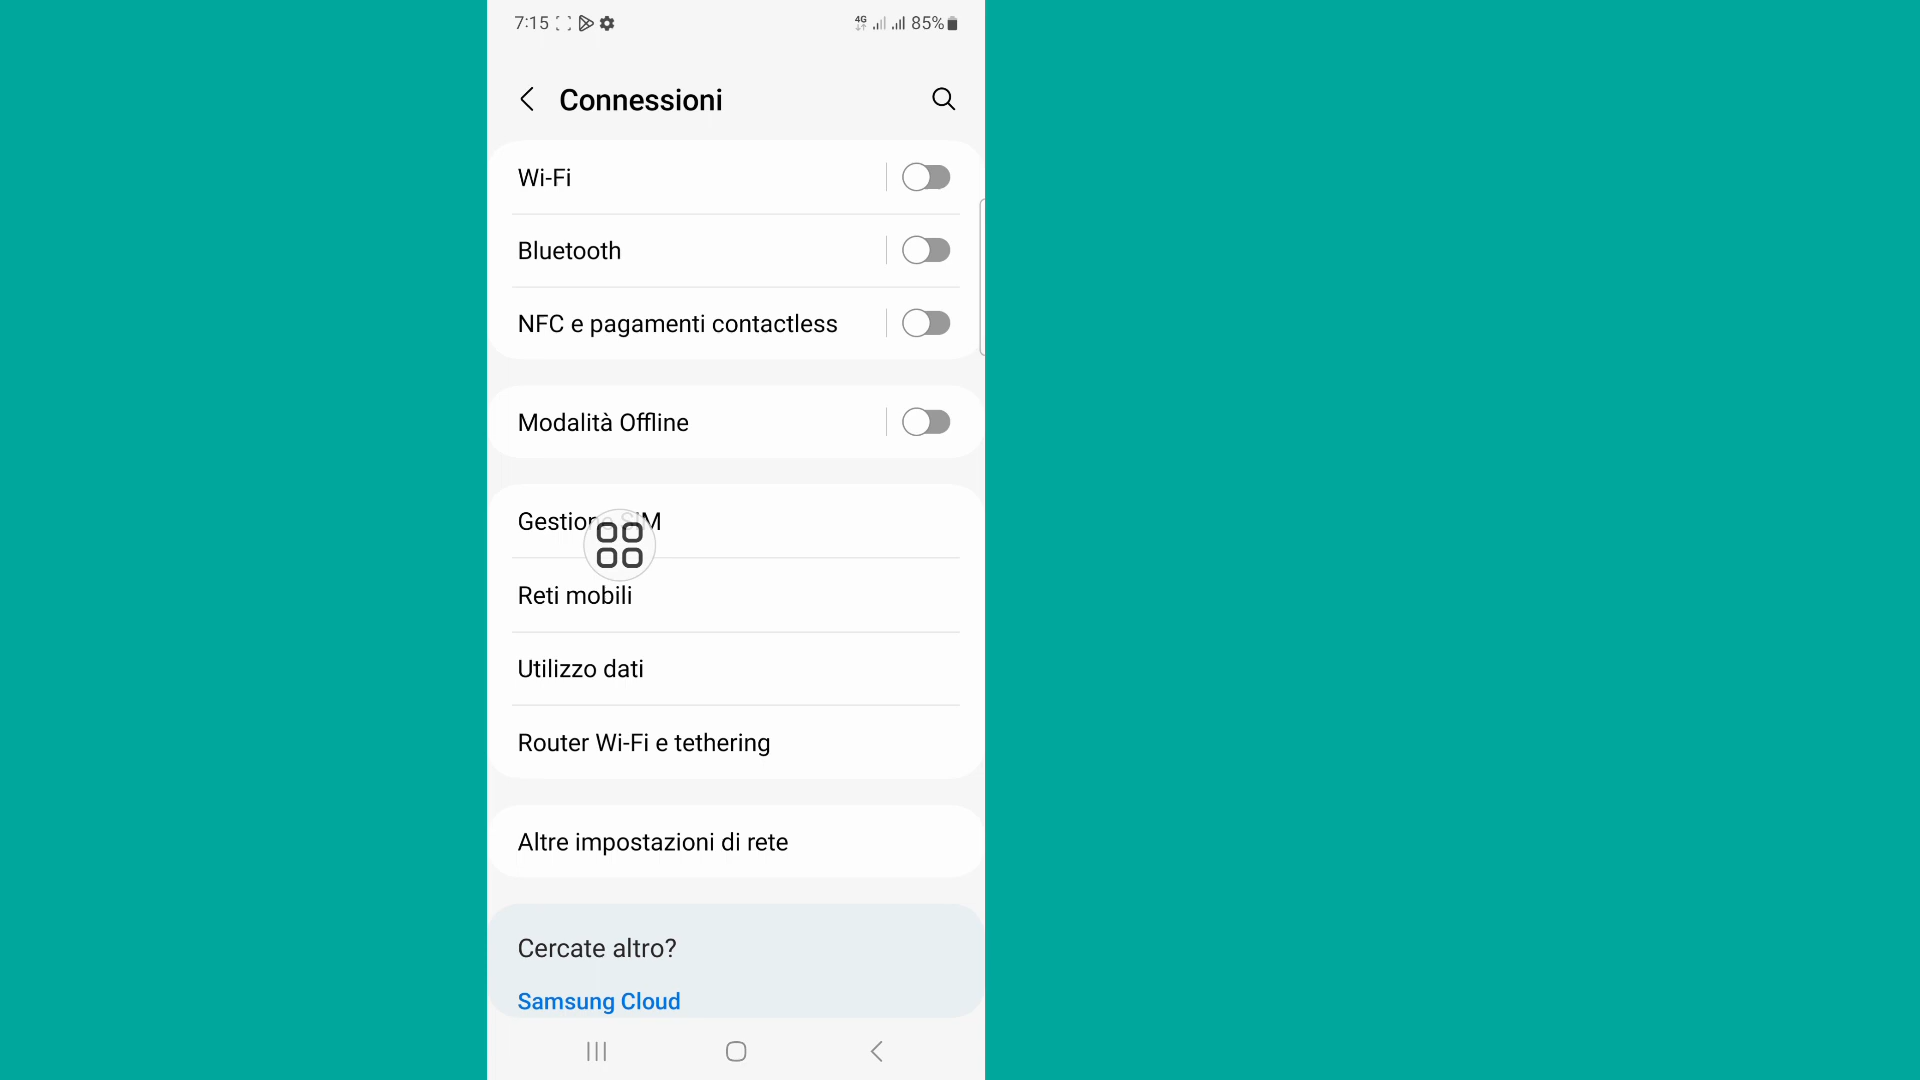 7:15 4G 85%
Connessioni
Wi-Fi
Bluetooth
NFC e pagamenti contactless
Modalità Offline
Gestione SIM
Reti mobili
Utilizzo dati
Router Wi-Fi e tethering
Altre impostazioni di rete
Cercate altro?
Samsung Cloud